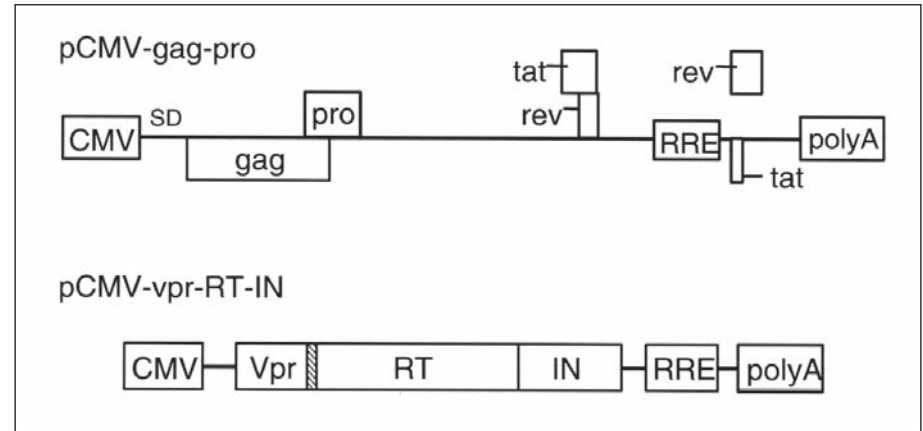 pCMV-gag-pro
tat
rev
SD
pro
rev
CMV
gag
RRE
polyA
tat
pCMV-vpr-RT-IN
CMV
Vpr
RT
IN
RRE
polyA